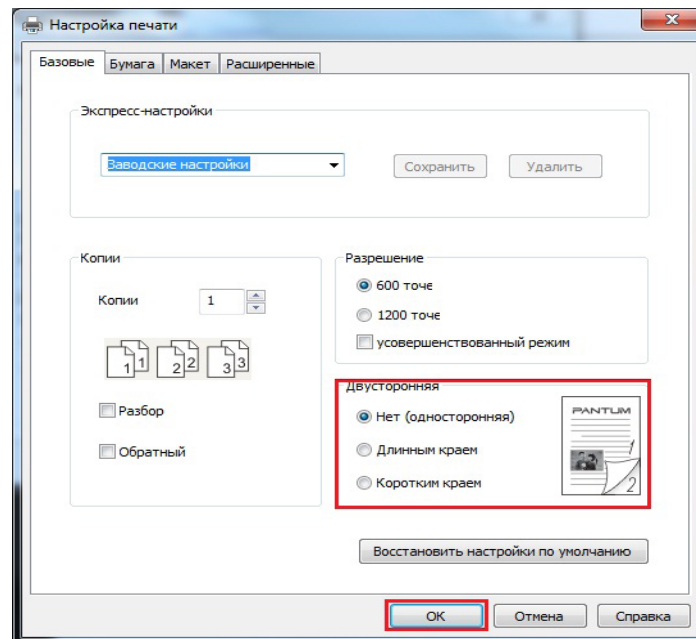 Настройка печати
Базовые Бумага Макет Расширенные
Экспресс-настройки
Заводские настройки Сохранить Удалить
Копии
Копии 1
1 1 2 2 3 3
Разбор
Обратный
Разрешение
600 точе
1200 точе
усовершенствованный режим
Двусторонняя
Нет (односторонняя)
Длинным краем
Коротким краем
PANTUM
1
2
Восстановить настройки по умолчанию
ОК Отмена Справка